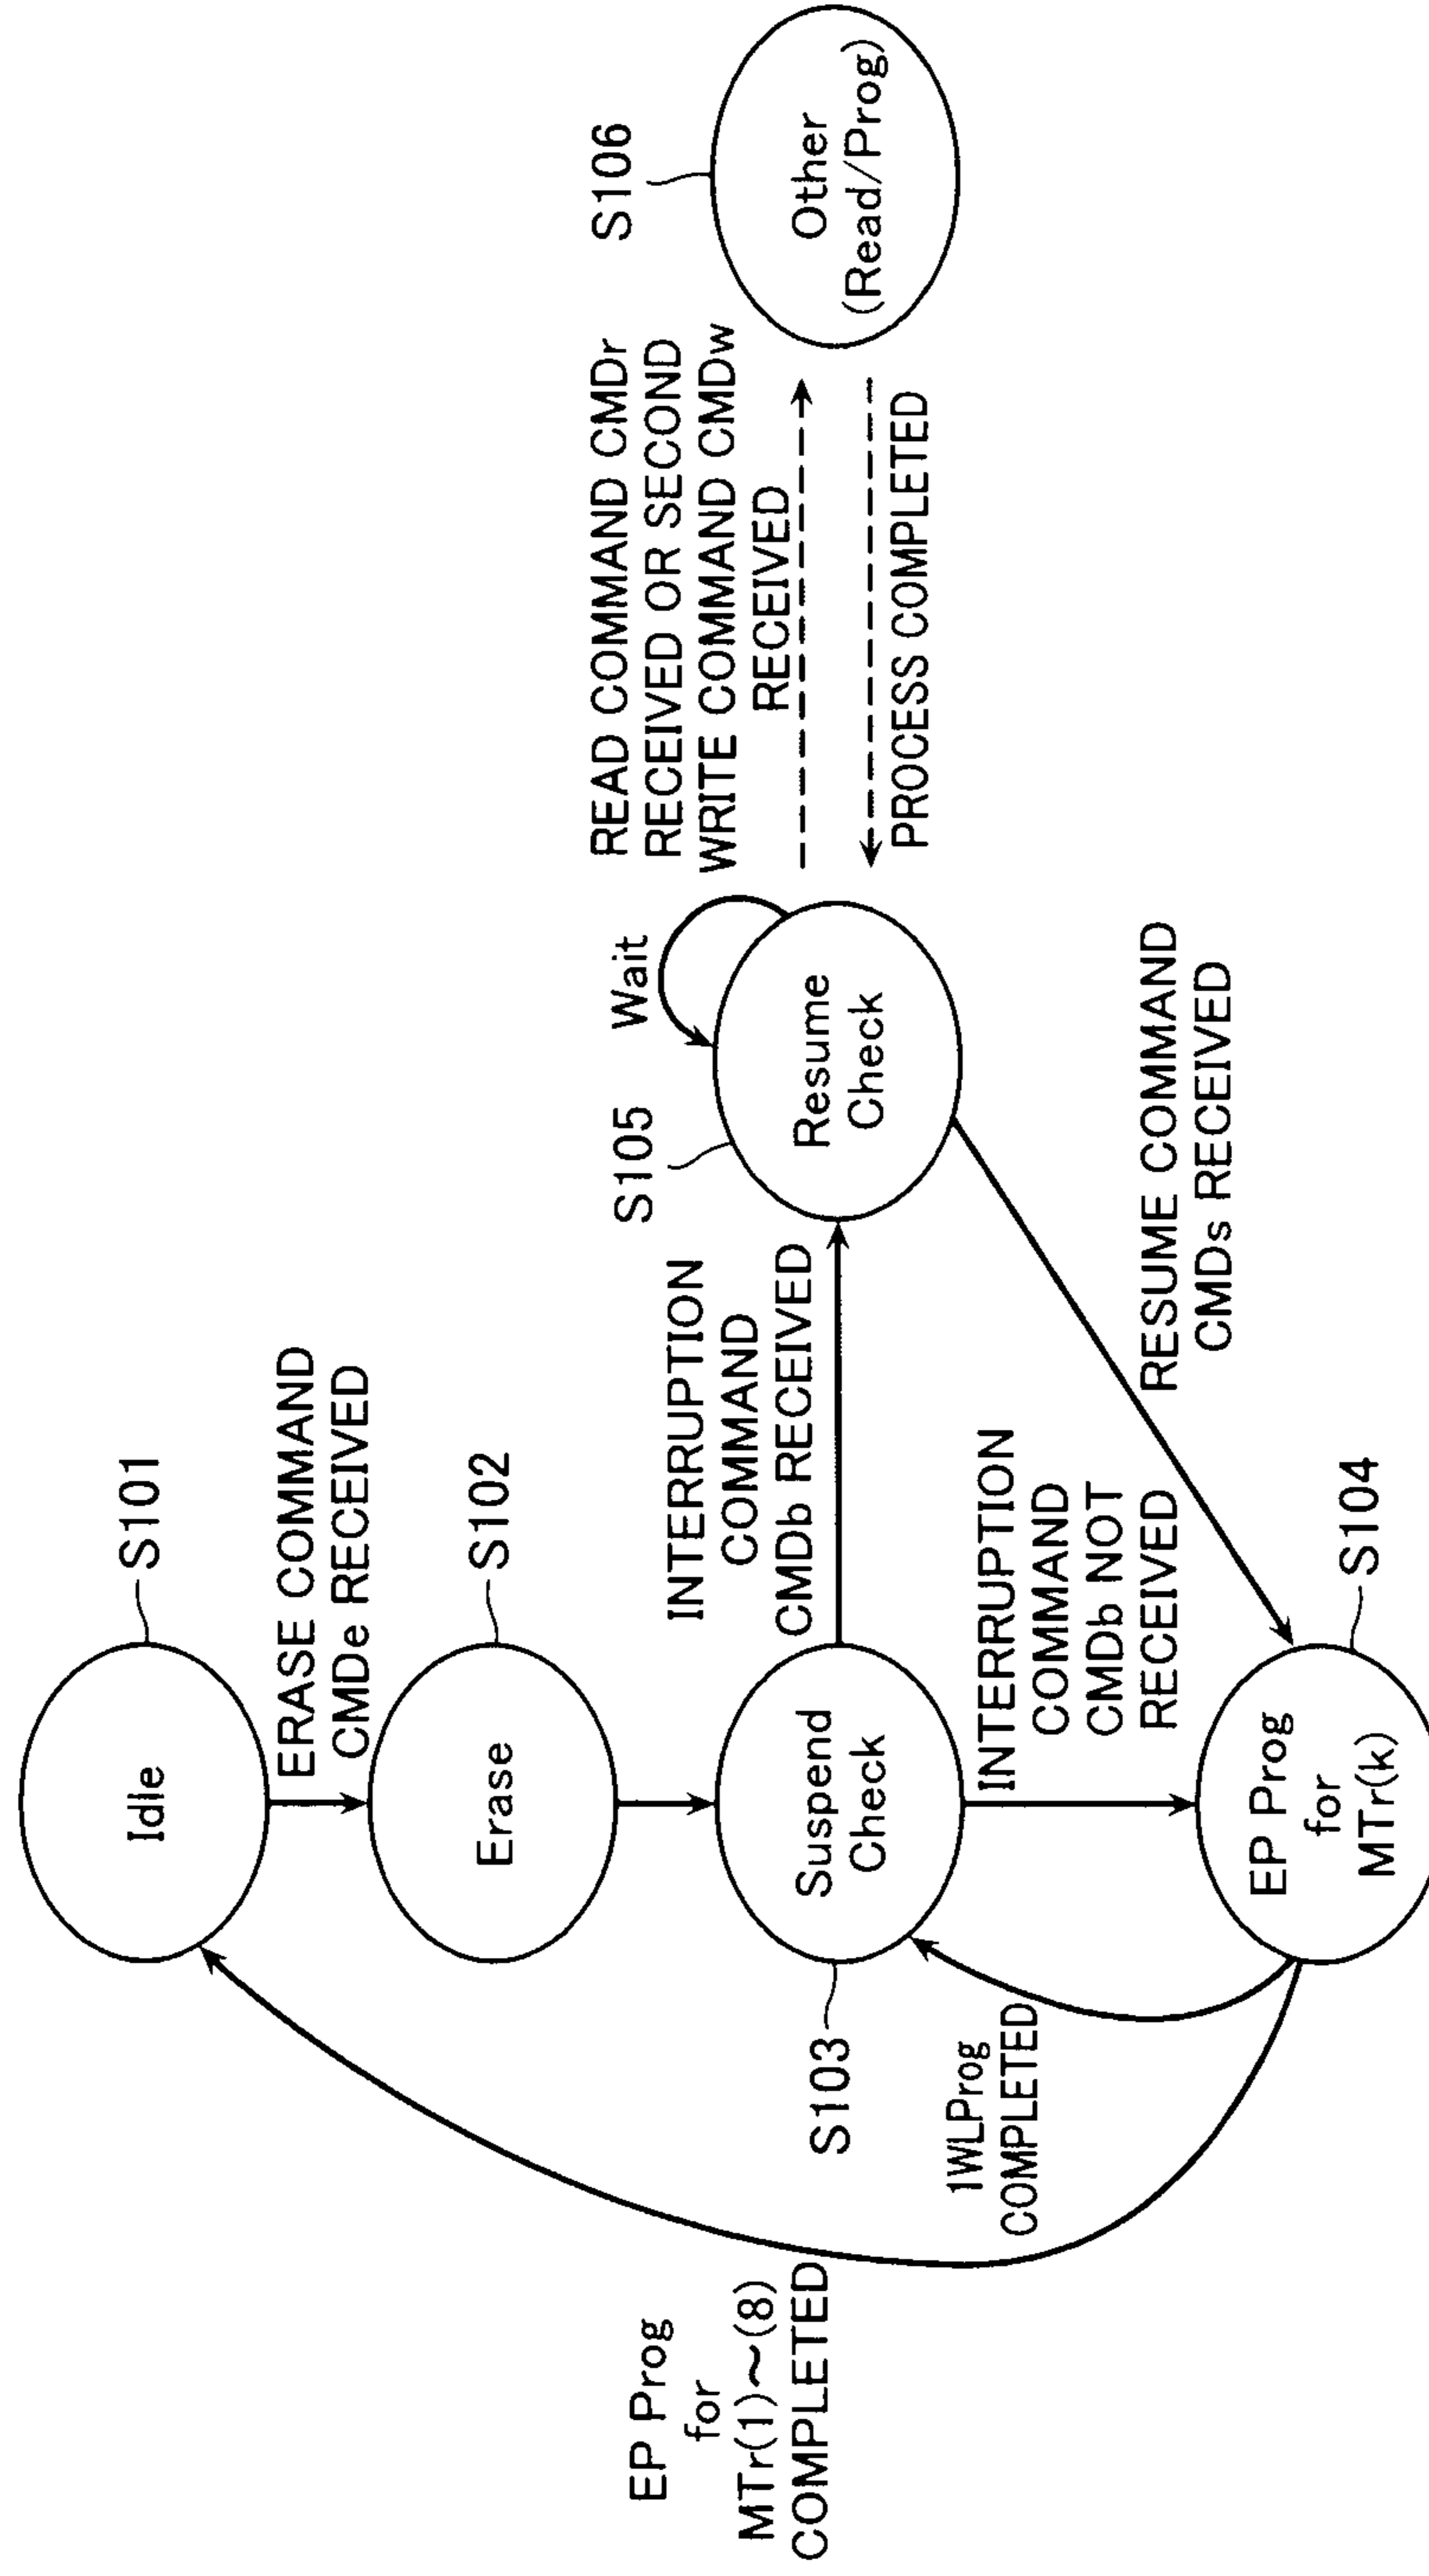 S101
Idle
ERASE COMMAND
CMDe RECEIVED
S102
Erase
S103
Suspend
Check
INTERRUPTION
COMMAND
CMDb RECEIVED
S105
Wait
Resume
Check
READ COMMAND CMDr
RECEIVED OR SECOND
WRITE COMMAND CMDw
RECEIVED
PROCESS COMPLETED
S106
Other
(Read/Prog)
INTERRUPTION
COMMAND
CMDb NOT
RECEIVED
RESUME COMMAND
CMDs RECEIVED
S104
EP Prog
for
MTr(k)
1WLProg
COMPLETED
EP Prog
for
MTr(1)~(8)
COMPLETED